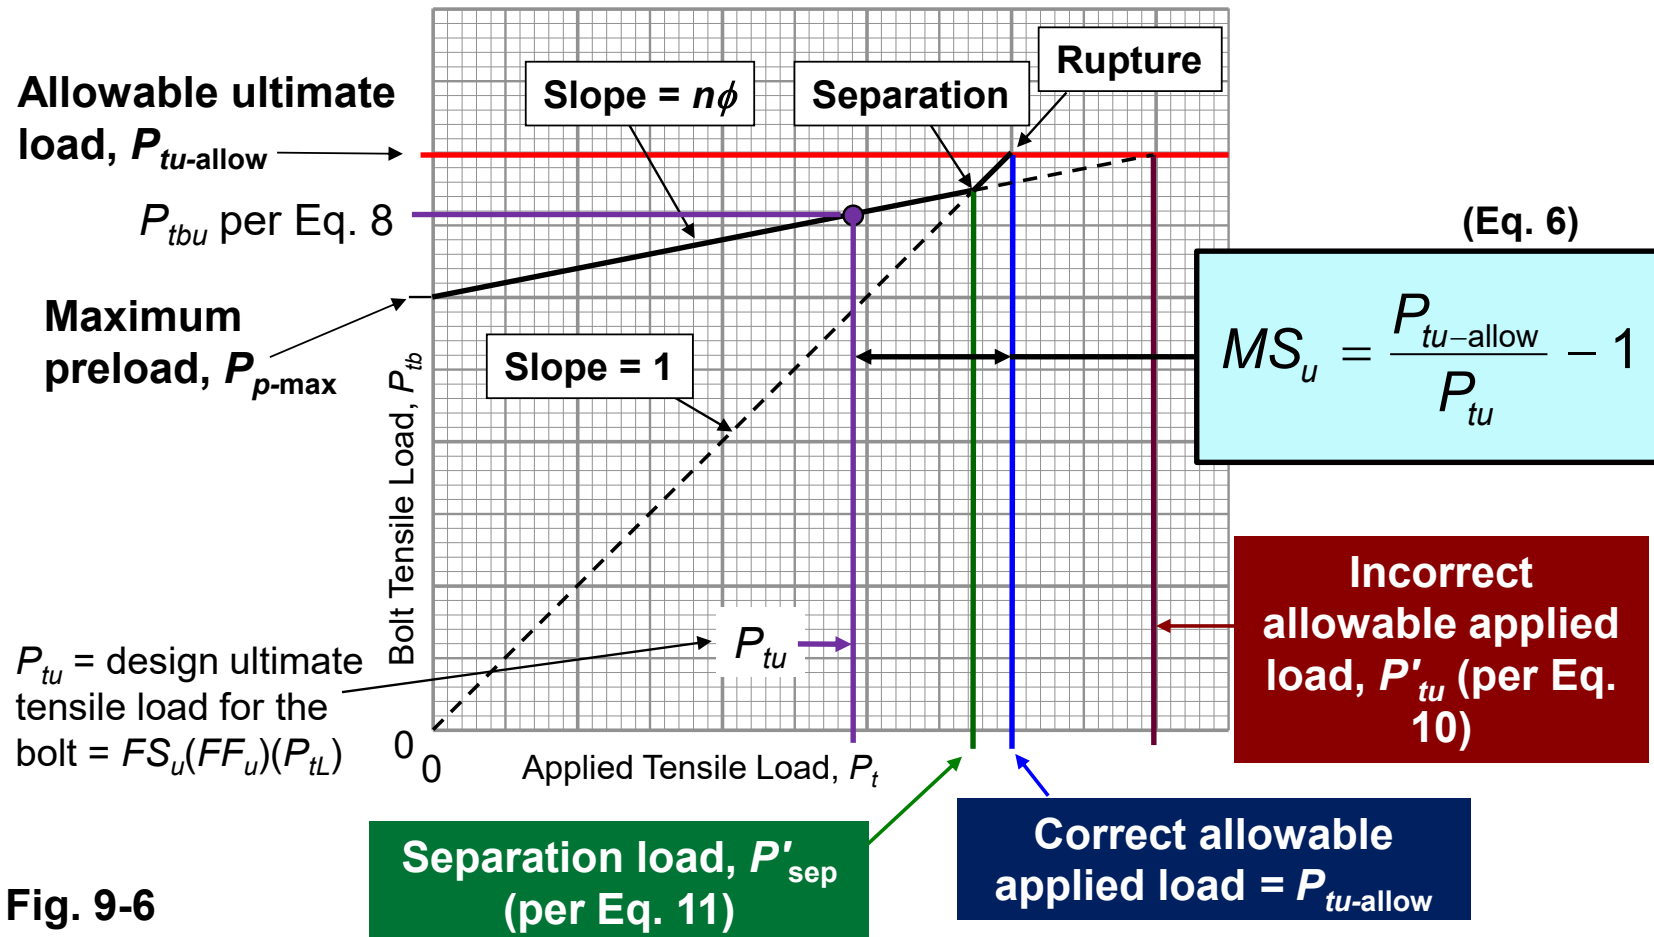 Rupture
Slope = nϕ
Separation
Allowable ultimate
load, Ptu-allow
Ptbu per Eq. 8
(Eq. 6)
MSu = Ptu–allow / Ptu − 1
Maximum
preload, Pp-max
Slope = 1
Bolt Tensile Load, Ptb
Incorrect
allowable applied
load, P′tu (per Eq.
10)
Ptu
Ptu = design ultimate
tensile load for the
bolt = FSu(FFu)(PtL)
0
0
Applied Tensile Load, Pt
Separation load, P′sep
(per Eq. 11)
Correct allowable
applied load = Ptu-allow
Fig. 9-6